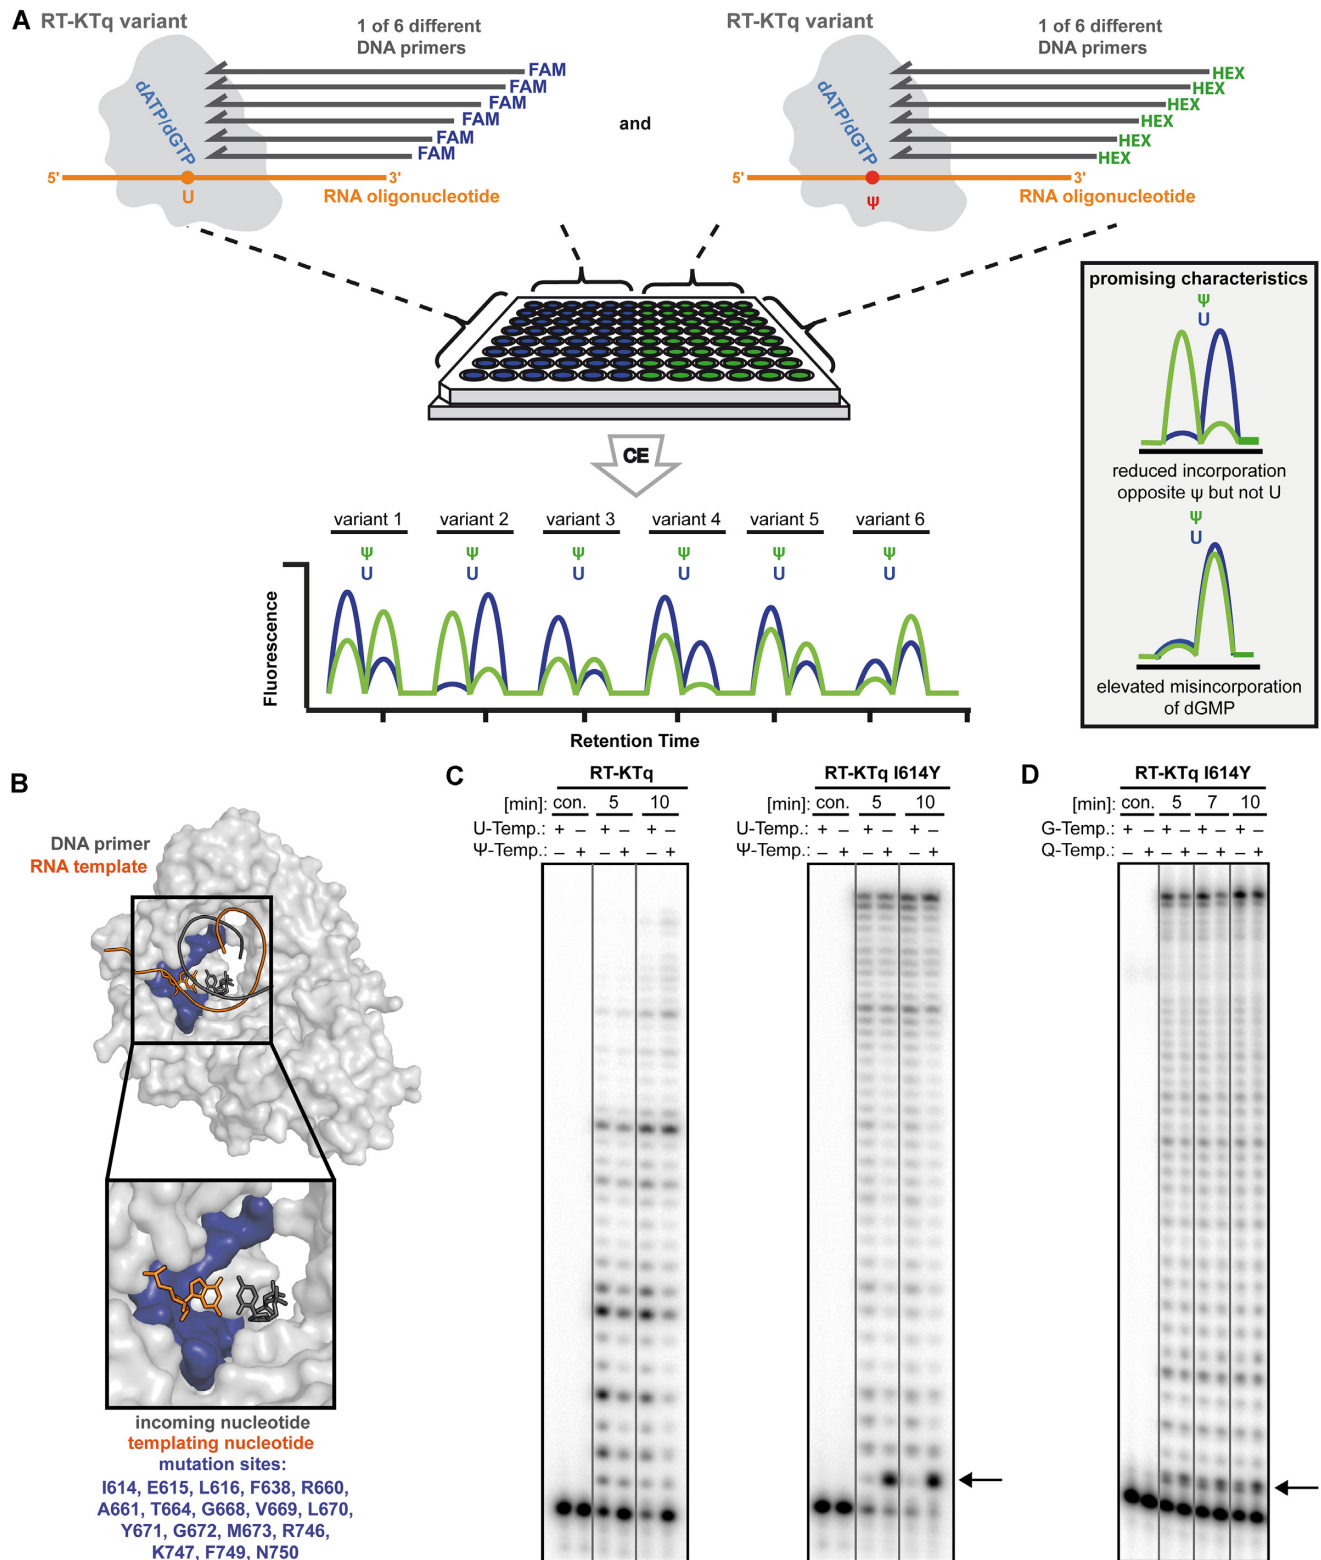 A
RT-KTq variant
1 of 6 different
DNA primers
FAM
FAM
FAM
FAM
FAM
FAM
dATP/dGTP
5'
3'
U
RNA oligonucleotide
and
RT-KTq variant
1 of 6 different
DNA primers
HEX
HEX
HEX
HEX
HEX
HEX
dATP/dGTP
5'
3'
ψ
RNA oligonucleotide
promising characteristics
ψ
U
reduced incorporation
opposite ψ but not U
ψ
U
elevated misincorporation
of dGMP
CE
variant 1
variant 2
variant 3
variant 4
variant 5
variant 6
ψ
ψ
ψ
ψ
ψ
ψ
U
U
U
U
U
U
Fluorescence
Retention Time
B
DNA primer
RNA template
incoming nucleotide
templating nucleotide
mutation sites:
I614, E615, L616, F638, R660,
A661, T664, G668, V669, L670,
Y671, G672, M673, R746,
K747, F749, N750
C
RT-KTq
[min]: con. 5 10
U-Temp.: + – + – + –
Ψ-Temp.: – + – + – +
RT-KTq I614Y
[min]: con. 5 10
U-Temp.: + – + – + –
Ψ-Temp.: – + – + – +
D
RT-KTq I614Y
[min]: con. 5 7 10
G-Temp.: + – + – + – + –
Q-Temp.: – + – + – + – +